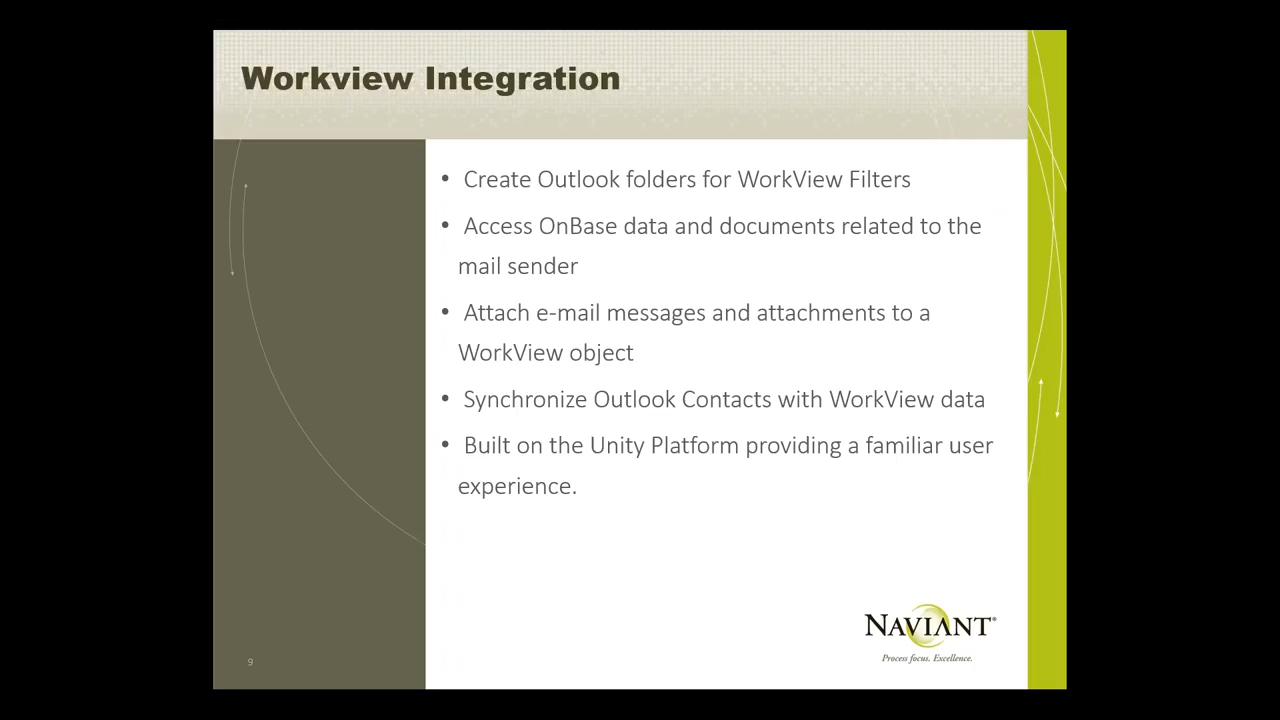 Workview Integration
• Create Outlook folders for WorkView Filters
• Access OnBase data and documents related to the
mail sender
• Attach e-mail messages and attachments to a
WorkView object
• Synchronize Outlook Contacts with WorkView data
• Built on the Unity Platform providing a familiar user
experience.
NAVIANT®
Process focus. Excellence.
9